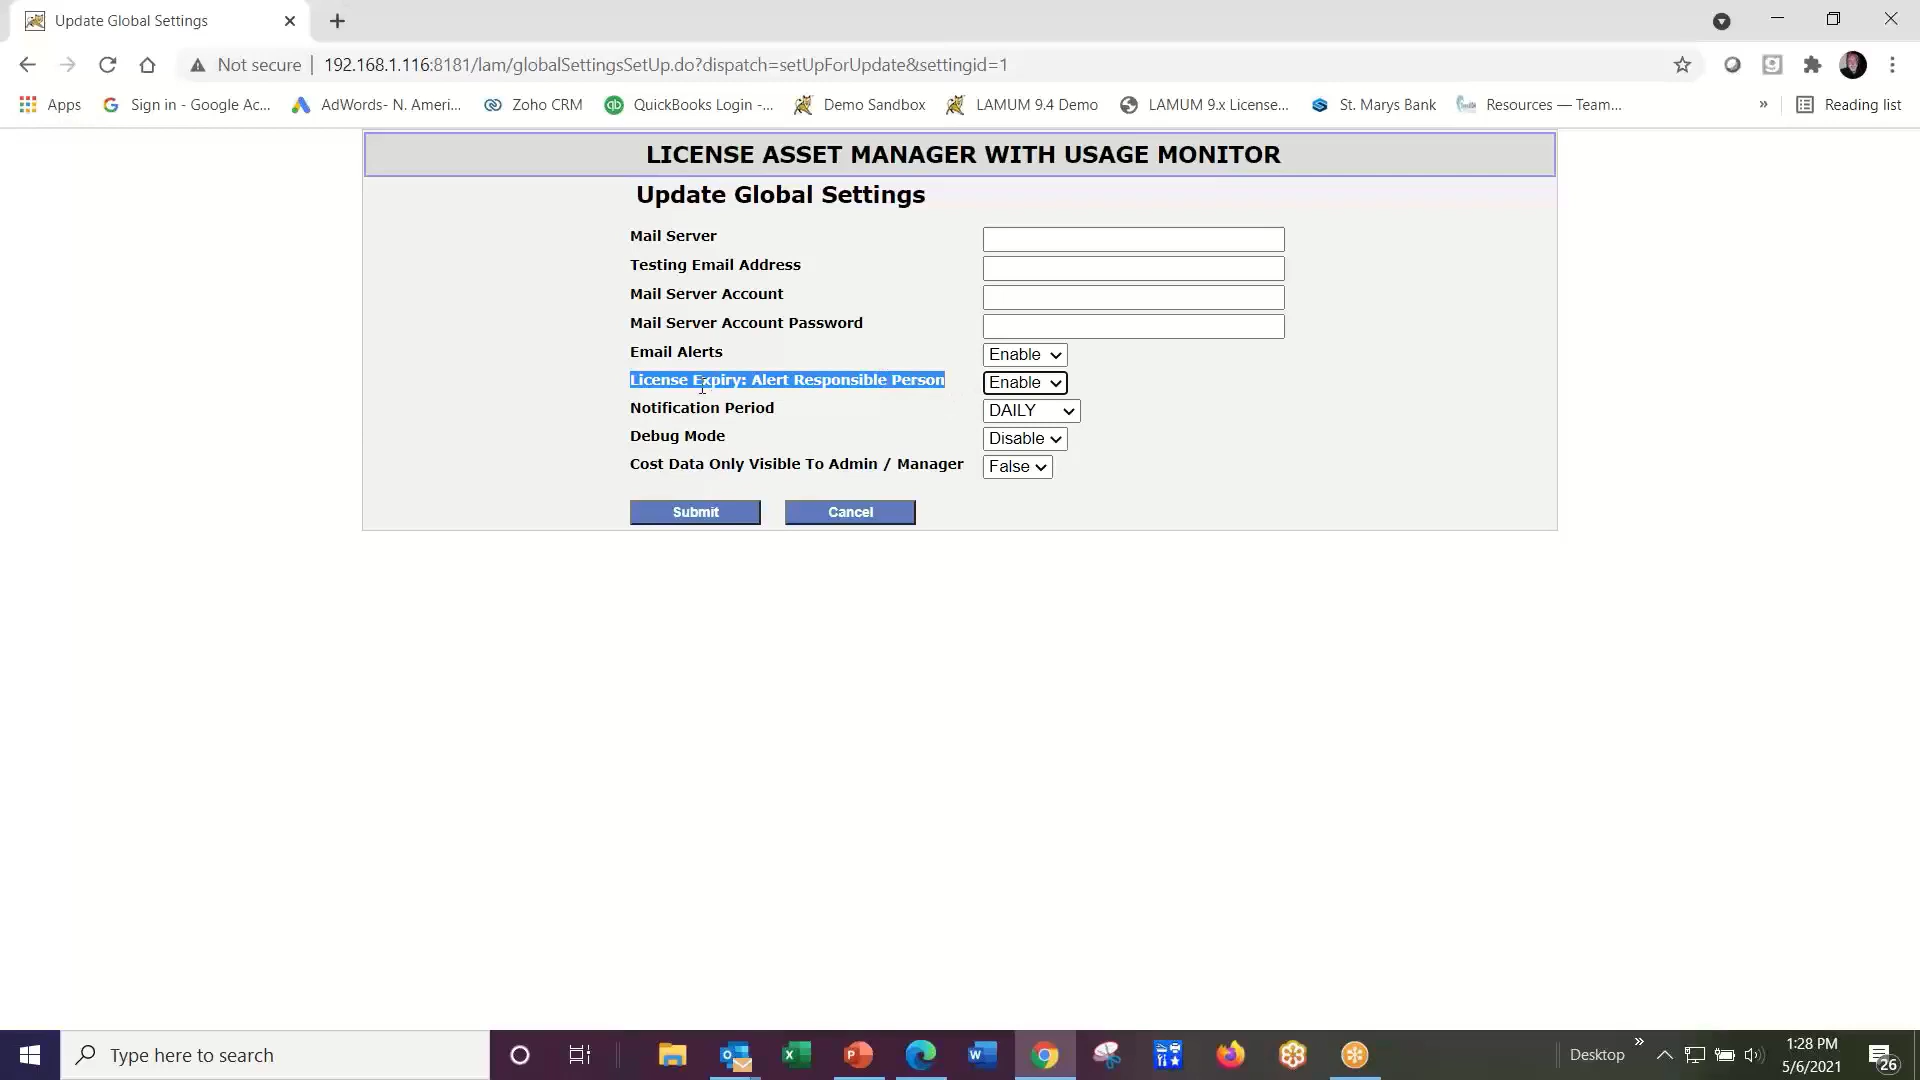 Update Global Settings
Not secure
192.168.1.116:8181/lam/globalSettingsSetUp.do?dispatch=setUpForUpdate&settingid=1
Apps
Sign in - Google Ac...
AdWords- N. Ameri...
Zoho CRM
QuickBooks Login -...
Demo Sandbox
LAMUM 9.4 Demo
LAMUM 9.x License...
St. Marys Bank
Resources — Team...
»
Reading list
LICENSE ASSET MANAGER WITH USAGE MONITOR
Update Global Settings
Mail Server
Testing Email Address
Mail Server Account
Mail Server Account Password
Email Alerts Enable
License Expiry: Alert Responsible Person Enable
Notification Period DAILY
Debug Mode Disable
Cost Data Only Visible To Admin / Manager False
Submit Cancel
Type here to search
Desktop
1:28 PM
5/6/2021
26